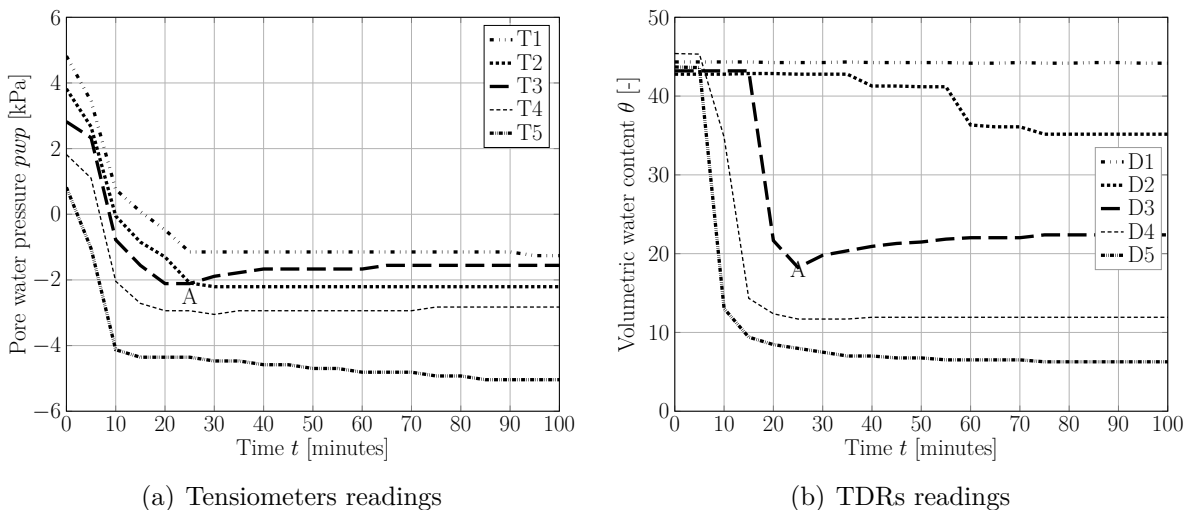 6
4
2
0
−2
−4
−6
Pore water pressure pwp [kPa]
T1
T2
T3
T4
T5
A
0 10 20 30 40 50 60 70 80 90 100
Time t [minutes]
(a) Tensiometers readings
50
40
30
20
10
0
Volumetric water content θ [-]
D1
D2
D3
D4
D5
A
0 10 20 30 40 50 60 70 80 90 100
Time t [minutes]
(b) TDRs readings